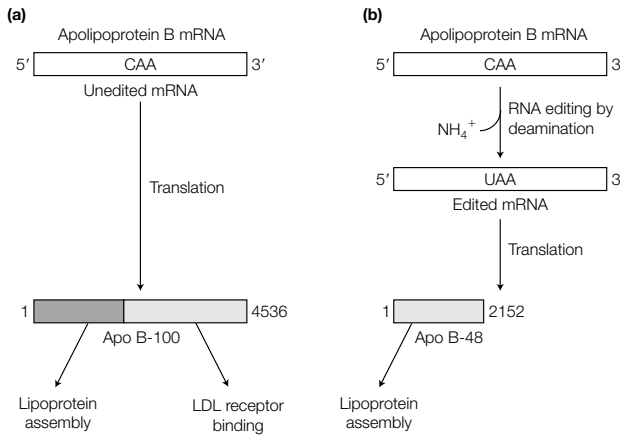 (a)
Apolipoprotein B mRNA
5′ CAA 3′
Unedited mRNA
Translation
1 4536
Apo B-100
Lipoprotein
assembly
LDL receptor
binding
(b)
Apolipoprotein B mRNA
5′ CAA 3
NH₄⁺
RNA editing by
deamination
5′ UAA 3
Edited mRNA
Translation
1 2152
Apo B-48
Lipoprotein
assembly